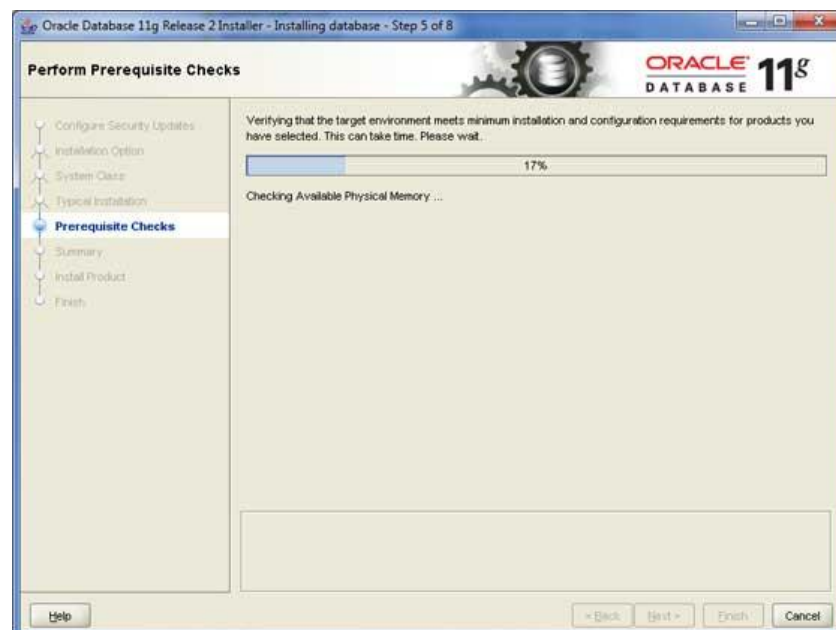 Oracle Database 11g Release 2 Installer - Installing database - Step 5 of 8
Perform Prerequisite Checks
ORACLE
DATABASE
11g
Configure Security Updates
Installation Option
System Class
Typical Installation
Prerequisite Checks
Summary
Install Product
Finish
Verifying that the target environment meets minimum installation and configuration requirements for products you
have selected. This can take time. Please wait.
17%
Checking Available Physical Memory ...
Help
< Back
Next >
Finish
Cancel